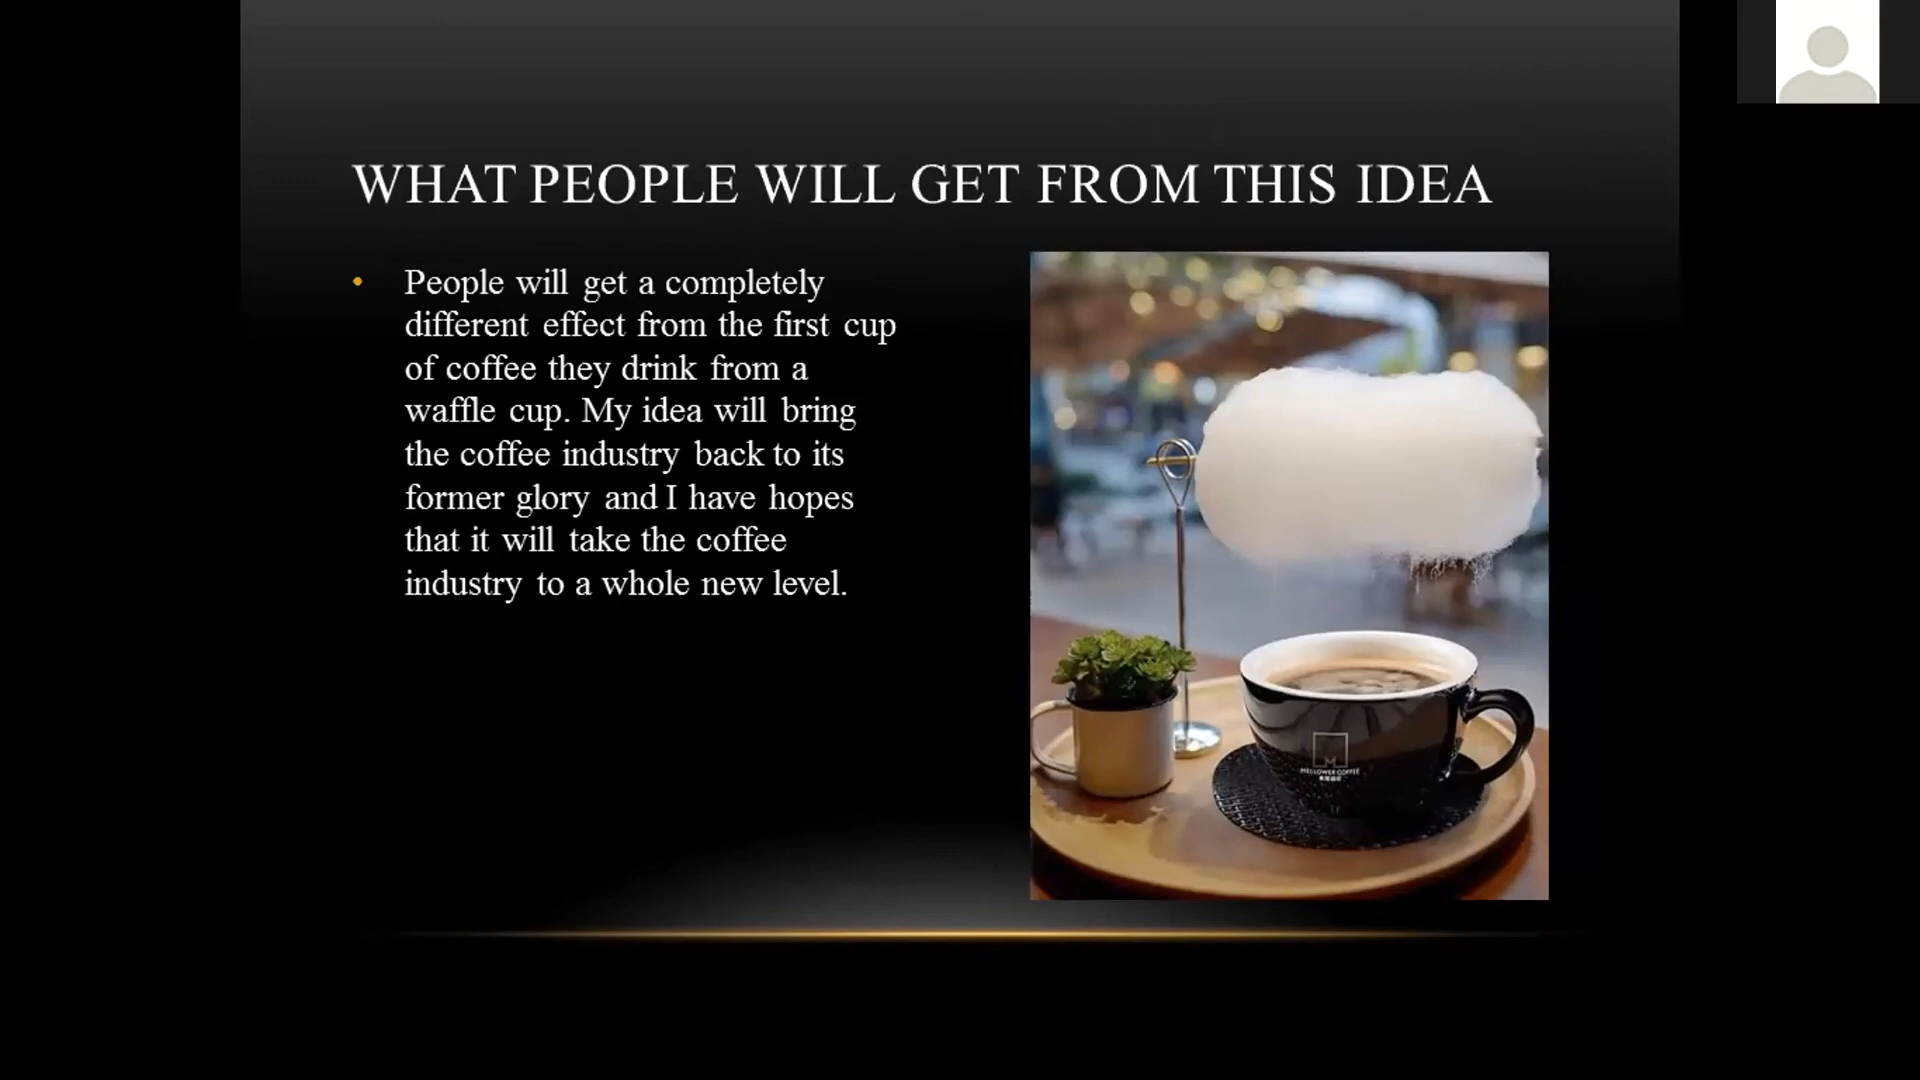 WHAT PEOPLE WILL GET FROM THIS IDEA
• People will get a completely
different effect from the first cup
of coffee they drink from a
waffle cup. My idea will bring
the coffee industry back to its
former glory and I have hopes
that it will take the coffee
industry to a whole new level.
M
MELLOWER COFFEE